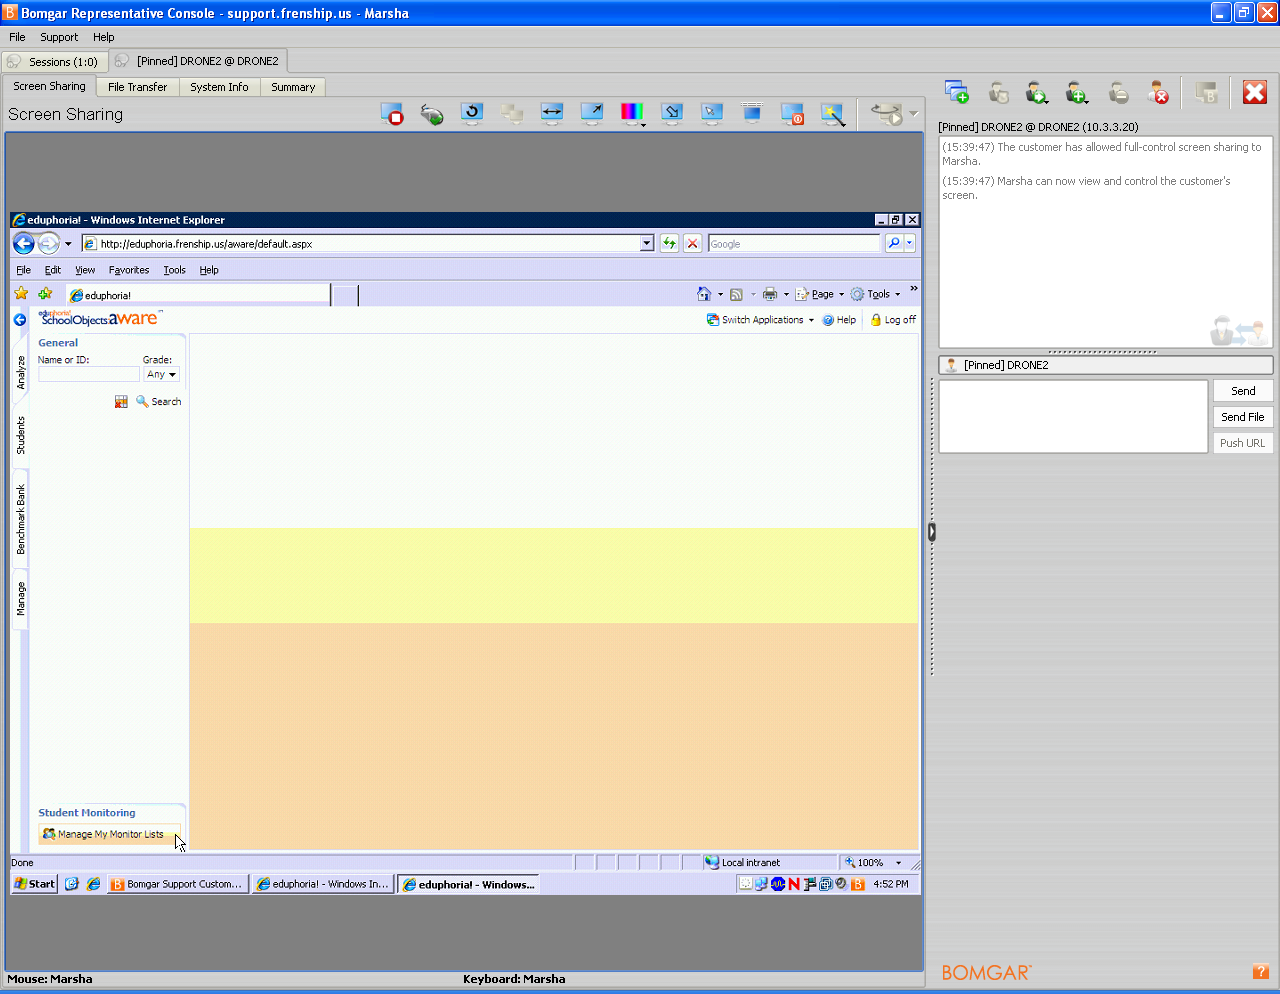 Bomgar Representative Console - support.frenship.us - Marsha
File Support Help
Sessions (1:0) [Pinned] DRONE2 @ DRONE2
Screen Sharing File Transfer System Info Summary
Screen Sharing
[Pinned] DRONE2 @ DRONE2 (10.3.3.20)
(15:39:47) The customer has allowed full-control screen sharing to
Marsha.
(15:39:47) Marsha can now view and control the customer's
screen.
[Pinned] DRONE2
Send
Send File
Push URL
eduphoria! - Windows Internet Explorer
http://eduphoria.frenship.us/aware/default.aspx Google
File Edit View Favorites Tools Help
eduphoria! Page Tools
eduphoria!
SchoolObjects:aware Switch Applications Help Log off
General
Name or ID: Grade:
Any
Search
Analyze
Students
Benchmark Bank
Manage
Student Monitoring
Manage My Monitor Lists
Done Local intranet 100%
Start Bomgar Support Custom... eduphoria! - Windows In... eduphoria! - Windows... 4:52 PM
Mouse: Marsha Keyboard: Marsha
BOMGAR